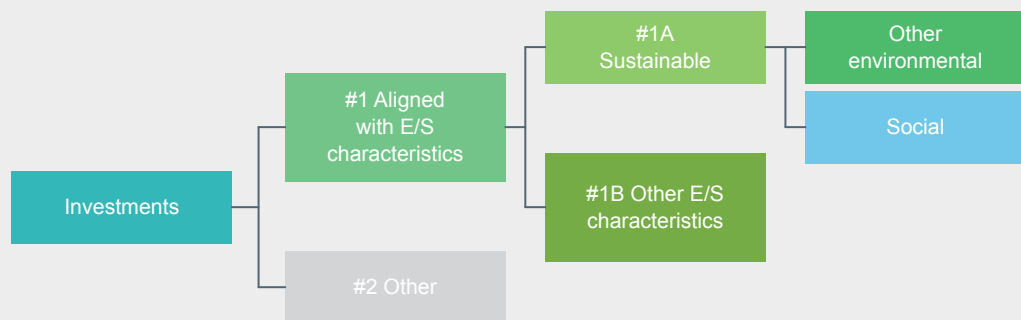 Investments
#1 Aligned
with E/S
characteristics
#2 Other
#1A
Sustainable
#1B Other E/S
characteristics
Other
environmental
Social